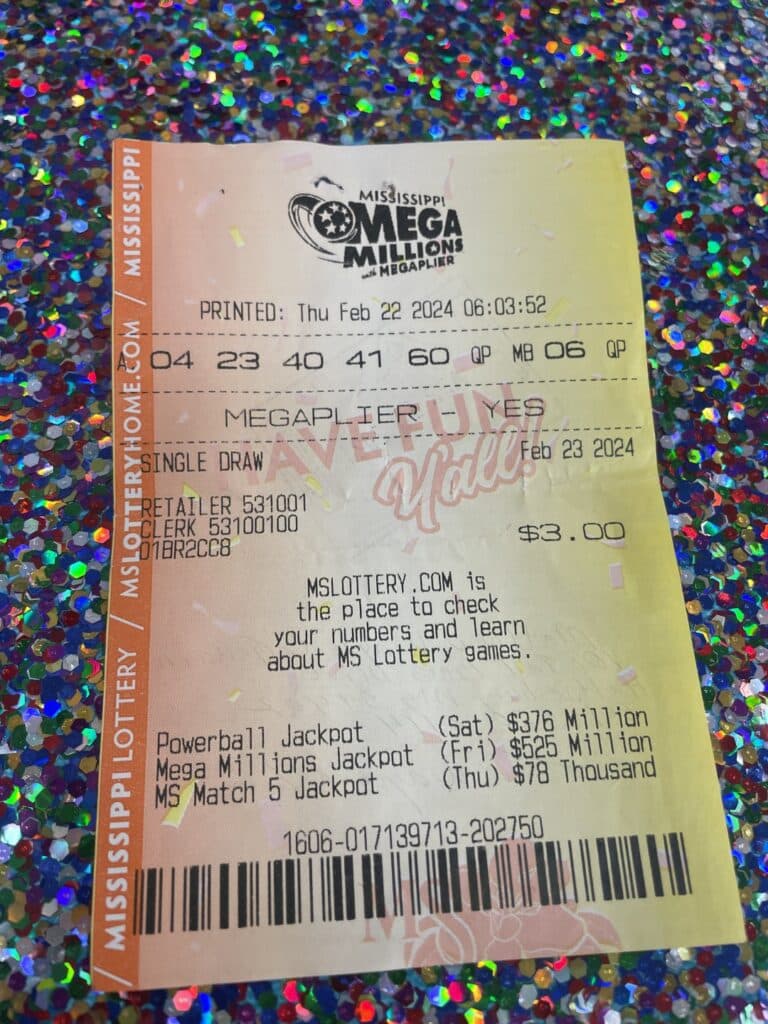 MISSISSIPPI
MEGA
MILLIONS
with MEGAPLIER
PRINTED: Thu Feb 22 2024 06:03:52
A 04 23 40 41 60 QP MB 06 QP
MEGAPLIER - YES
HAVE FUN,
Y'all!
SINGLE DRAW Feb 23 2024
RETAILER 531001
CLERK 53100100
01BR2CC8
$3.00
MSLOTTERY.COM is
the place to check
your numbers and learn
about MS Lottery games.
Powerball Jackpot (Sat) $376 Million
Mega Millions Jackpot (Fri) $525 Million
MS Match 5 Jackpot (Thu) $78 Thousand
1606-017139713-202750
MS
/ MISSISSIPPI LOTTERY / MSLOTTERYHOME.COM / MISSISSIPPI